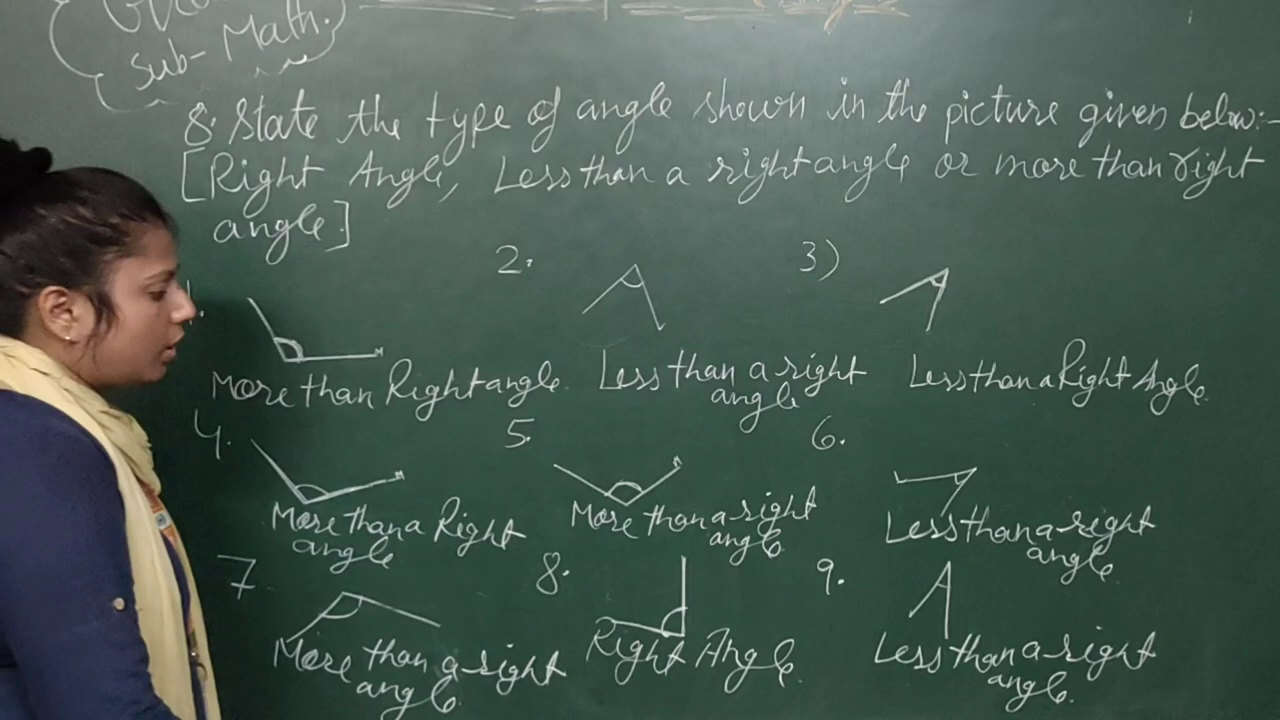 sub- Math.
8. State the type of angle shown in the picture given below:-
[Right Angle, Less than a right angle or more than right
angle.]
1.
2.
3)
More than Right angle.
Less than a right
angle
Less than a Right Angle.
4.
5.
6.
More than a Right
angle
More than a right
angle.
Less than a right
angle.
7
8.
9.
More than a right
angle.
Right Angle.
Less than a right
angle.